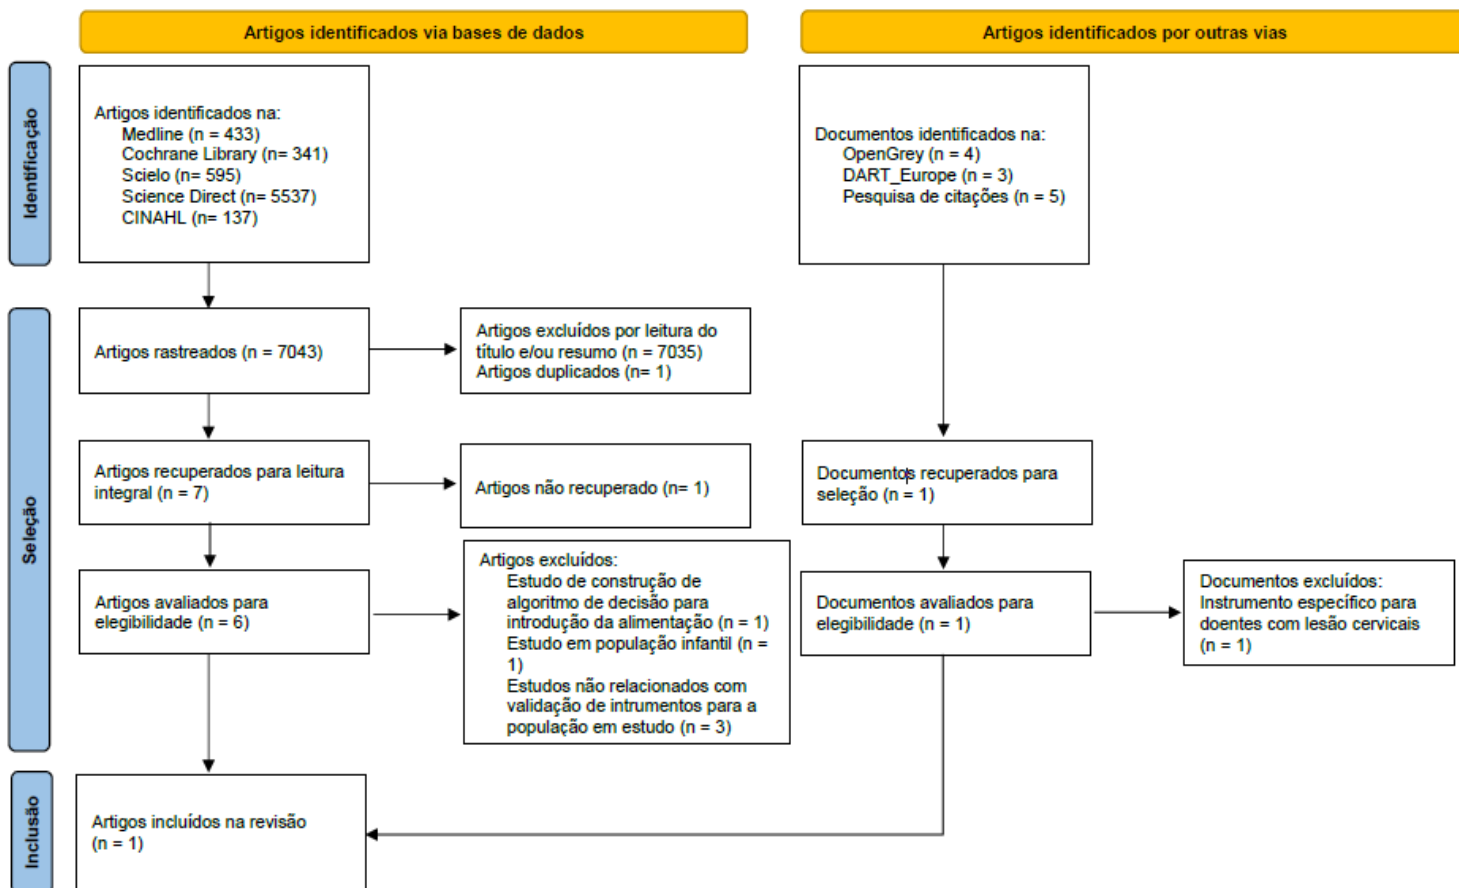 Artigos identificados via bases de dados
Artigos identificados por outras vias
Identificação
Artigos identificados na:
Medline (n = 433)
Cochrane Library (n= 341)
Scielo (n= 595)
Science Direct (n= 5537)
CINAHL (n= 137)
Documentos identificados na:
OpenGrey (n = 4)
DART_Europe (n = 3)
Pesquisa de citações (n = 5)
Seleção
Artigos rastreados (n = 7043)
Artigos excluídos por leitura do
título e/ou resumo (n = 7035)
Artigos duplicados (n= 1)
Artigos recuperados para leitura
integral (n = 7)
Artigos não recuperado (n= 1)
Documentos recuperados para
seleção (n = 1)
Artigos avaliados para
elegibilidade (n = 6)
Artigos excluídos:
Estudo de construção de
algoritmo de decisão para
introdução da alimentação (n = 1)
Estudo em população infantil (n =
1)
Estudos não relacionados com
validação de intrumentos para a
população em estudo (n = 3)
Documentos avaliados para
elegibilidade (n = 1)
Documentos excluídos:
Instrumento específico para
doentes com lesão cervicais
(n = 1)
Inclusão
Artigos incluídos na revisão
(n = 1)